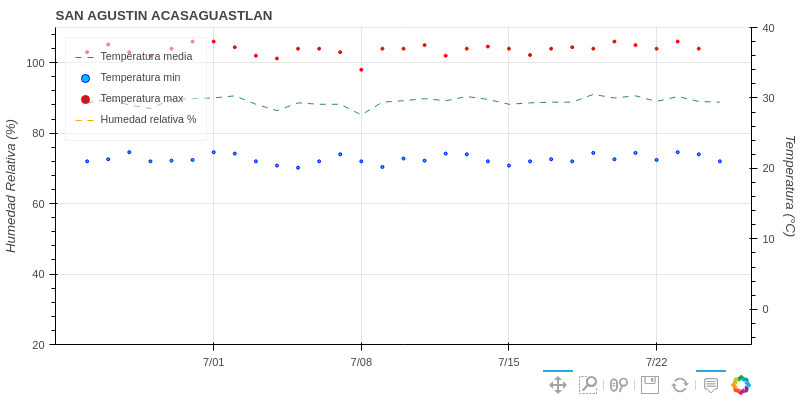 SAN AGUSTIN ACASAGUASTLAN
Temperatura media
Temperatura min
Temperatura max
Humedad relativa %
Humedad Relativa (%)
100
80
60
40
20
Temperatura (°C)
40
30
20
10
0
7/01
7/08
7/15
7/22